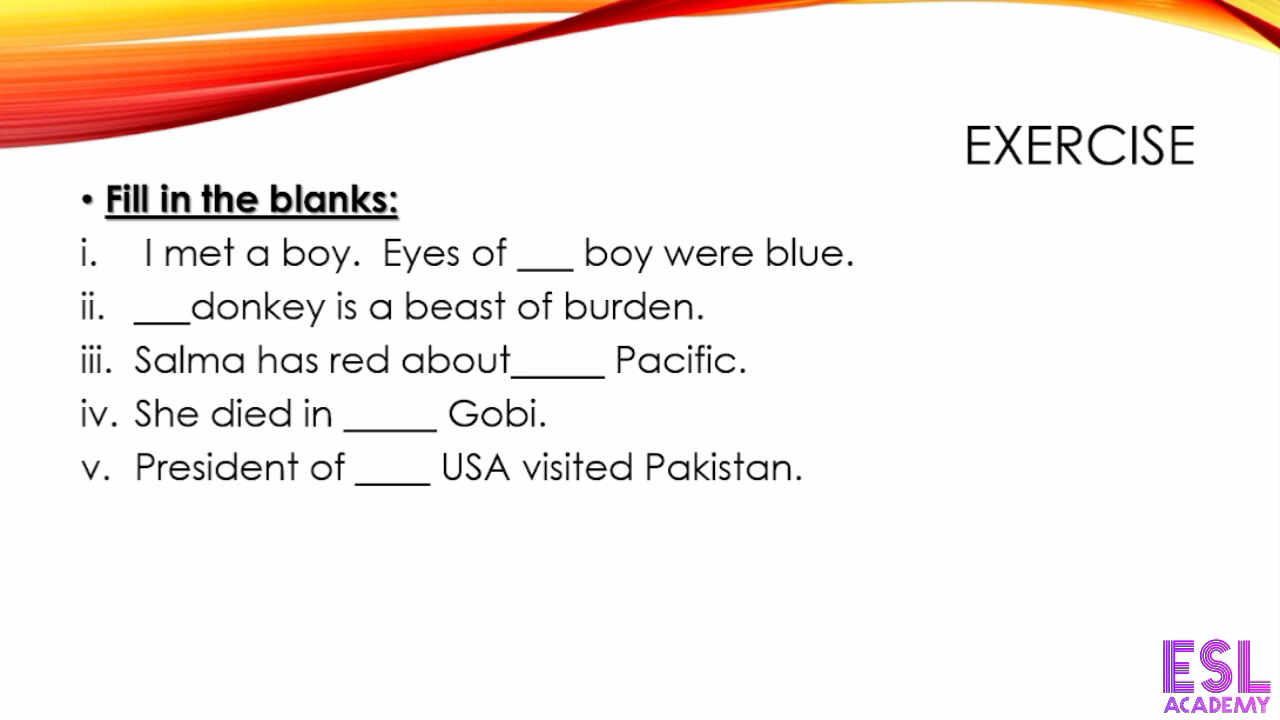 EXERCISE
• Fill in the blanks:
i. I met a boy. Eyes of ___ boy were blue.
ii. ___donkey is a beast of burden.
iii. Salma has red about_____ Pacific.
iv. She died in _____ Gobi.
v. President of ____ USA visited Pakistan.
ESL
ACADEMY